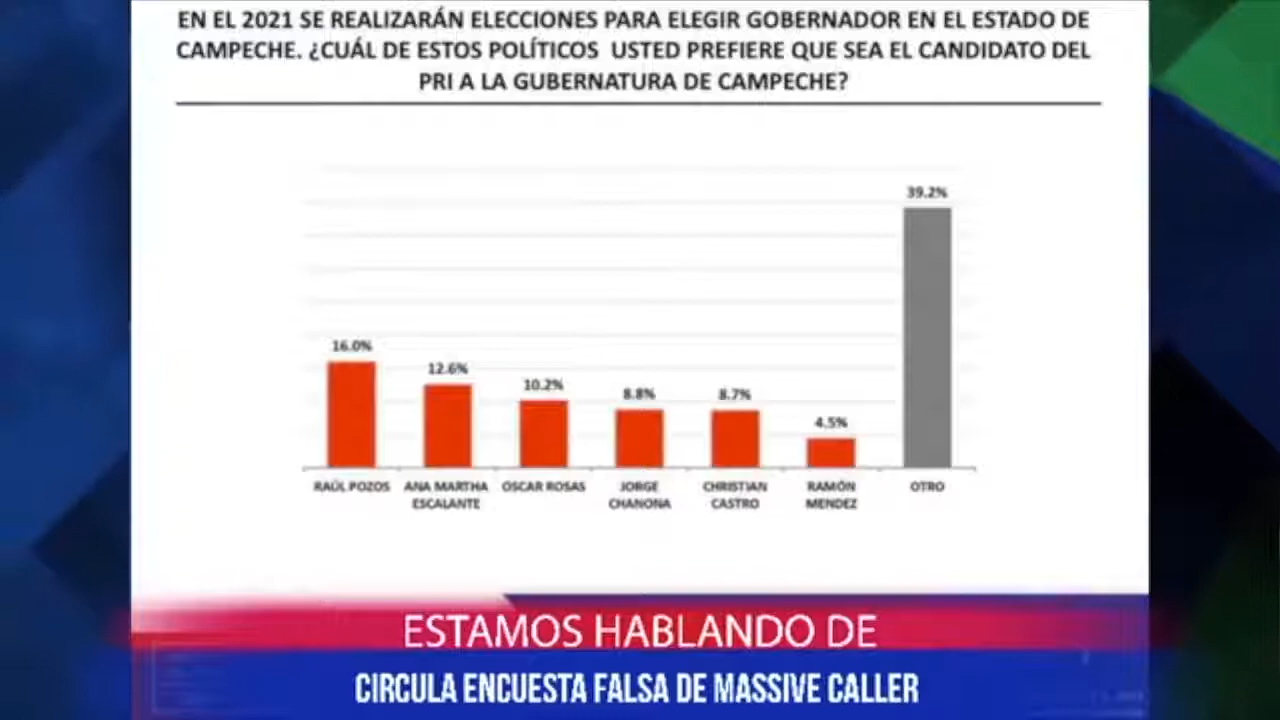 EN EL 2021 SE REALIZARÁN ELECCIONES PARA ELEGIR GOBERNADOR EN EL ESTADO DE
CAMPECHE. ¿CUÁL DE ESTOS POLÍTICOS USTED PREFIERE QUE SEA EL CANDIDATO DEL
PRI A LA GUBERNATURA DE CAMPECHE?
39.2%
16.0%
12.6%
10.2%
8.8%
8.7%
4.5%
RAÚL POZOS
ANA MARTHA
ESCALANTE
OSCAR ROSAS
JORGE
CHANONA
CHRISTIAN
CASTRO
RAMÓN
MENDEZ
OTRO
ESTAMOS HABLANDO DE
CIRCULA ENCUESTA FALSA DE MASSIVE CALLER